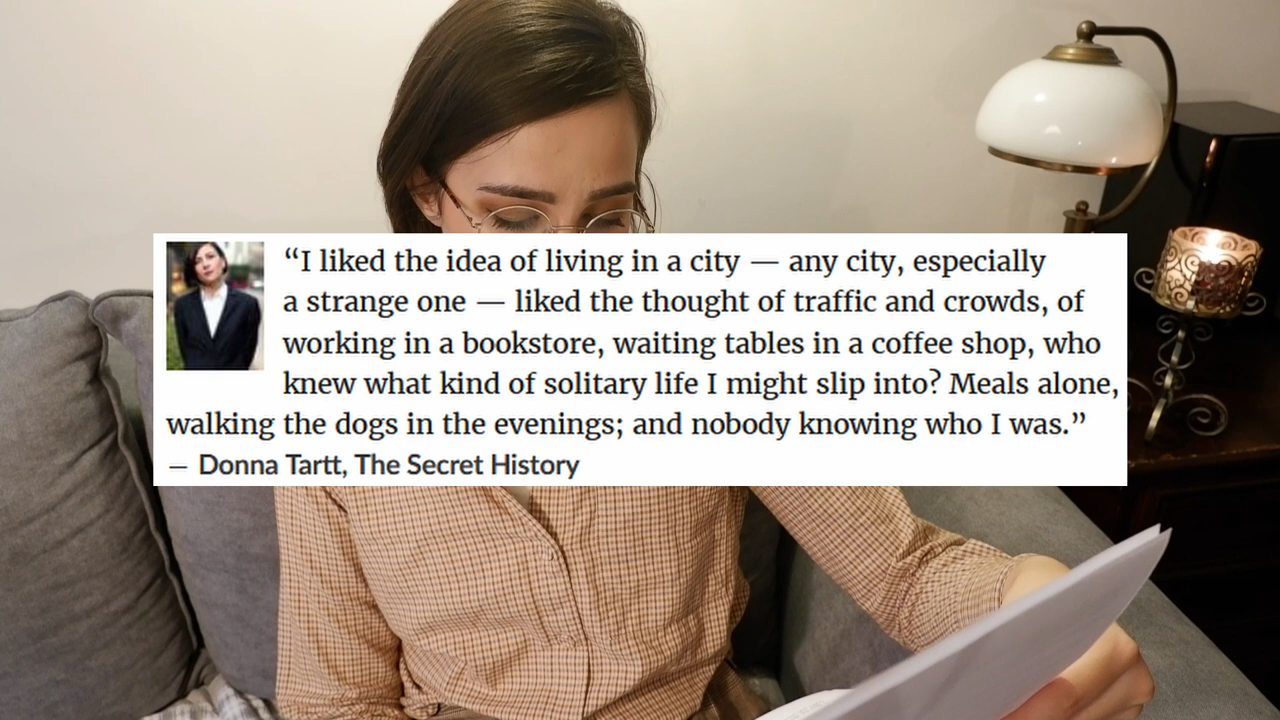 “I liked the idea of living in a city — any city, especially
a strange one — liked the thought of traffic and crowds, of
working in a bookstore, waiting tables in a coffee shop, who
knew what kind of solitary life I might slip into? Meals alone,
walking the dogs in the evenings; and nobody knowing who I was.”
― Donna Tartt, The Secret History